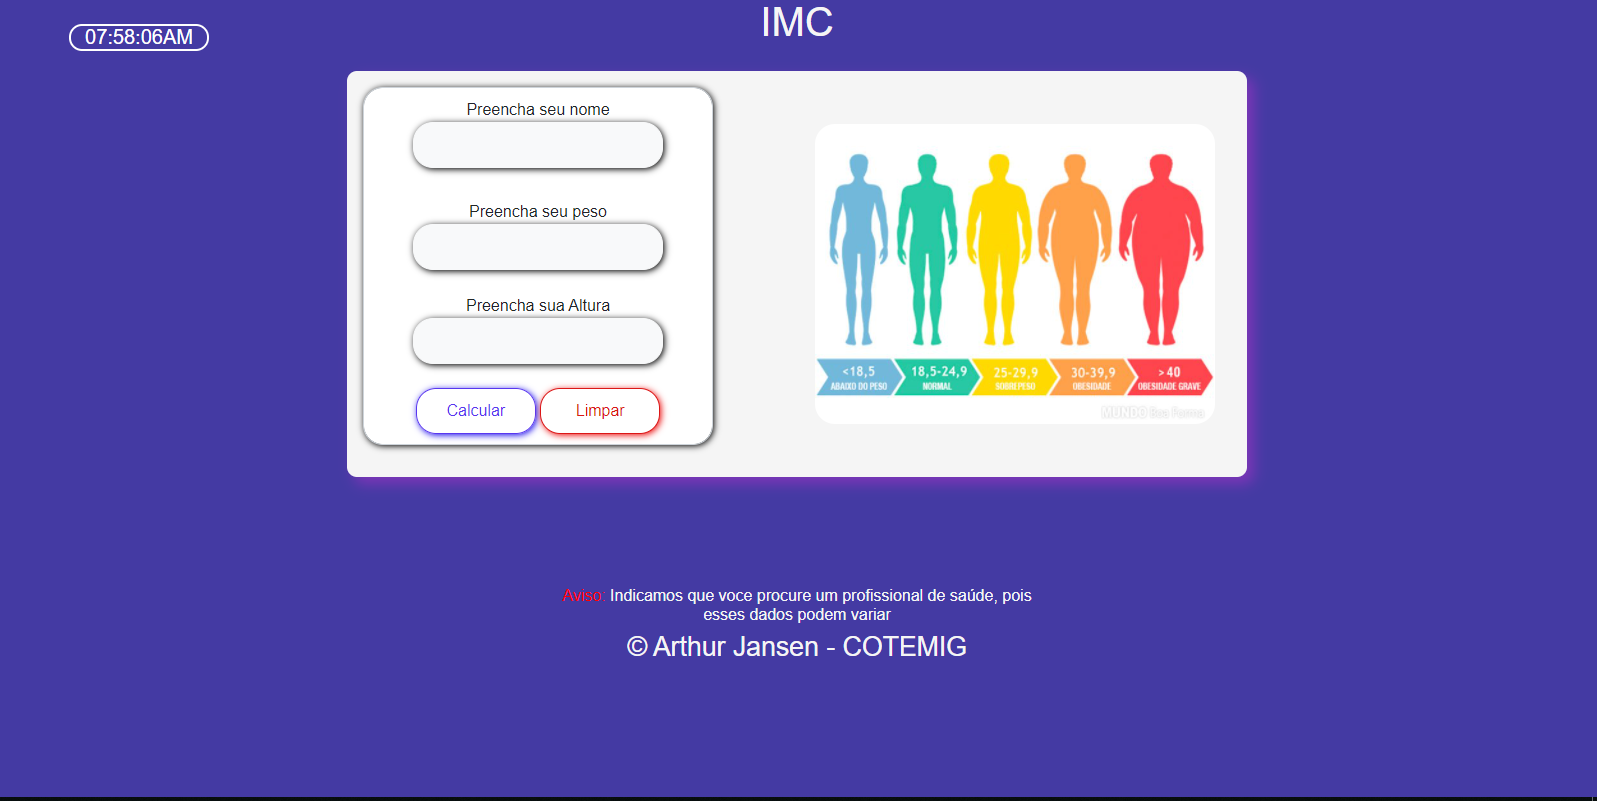 IMC
07:58:06AM
Preencha seu nome
Preencha seu peso
Preencha sua Altura
Calcular
Limpar
<18,5
ABAIXO DO PESO
18,5-24,9
NORMAL
25-29,9
SOBREPESO
30-39,9
OBESIDADE
>40
OBESIDADE GRAVE
MUNDO Boa Forma
Aviso: Indicamos que voce procure um profissional de saúde, pois
esses dados podem variar
© Arthur Jansen - COTEMIG